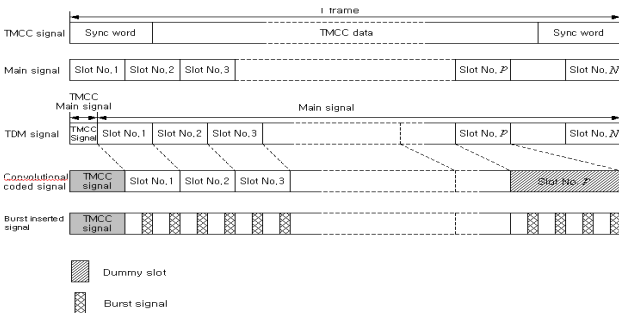 1 frame
TMCC signal Sync word TMCC data Sync word
Main signal Slot No,1 Slot No,2 Slot No,3 Slot No,P Slot No,N
TMCC
Main signal Main signal
TDM signal TMCC Signal Slot No,1 Slot No,2 Slot No,3 Slot No,P Slot No,N
Convolutional coded signal TMCC signal Slot No,1 Slot No,2 Slot No,3 Slot No,P
Burst inserted signal TMCC signal
Dummy slot
Burst signal